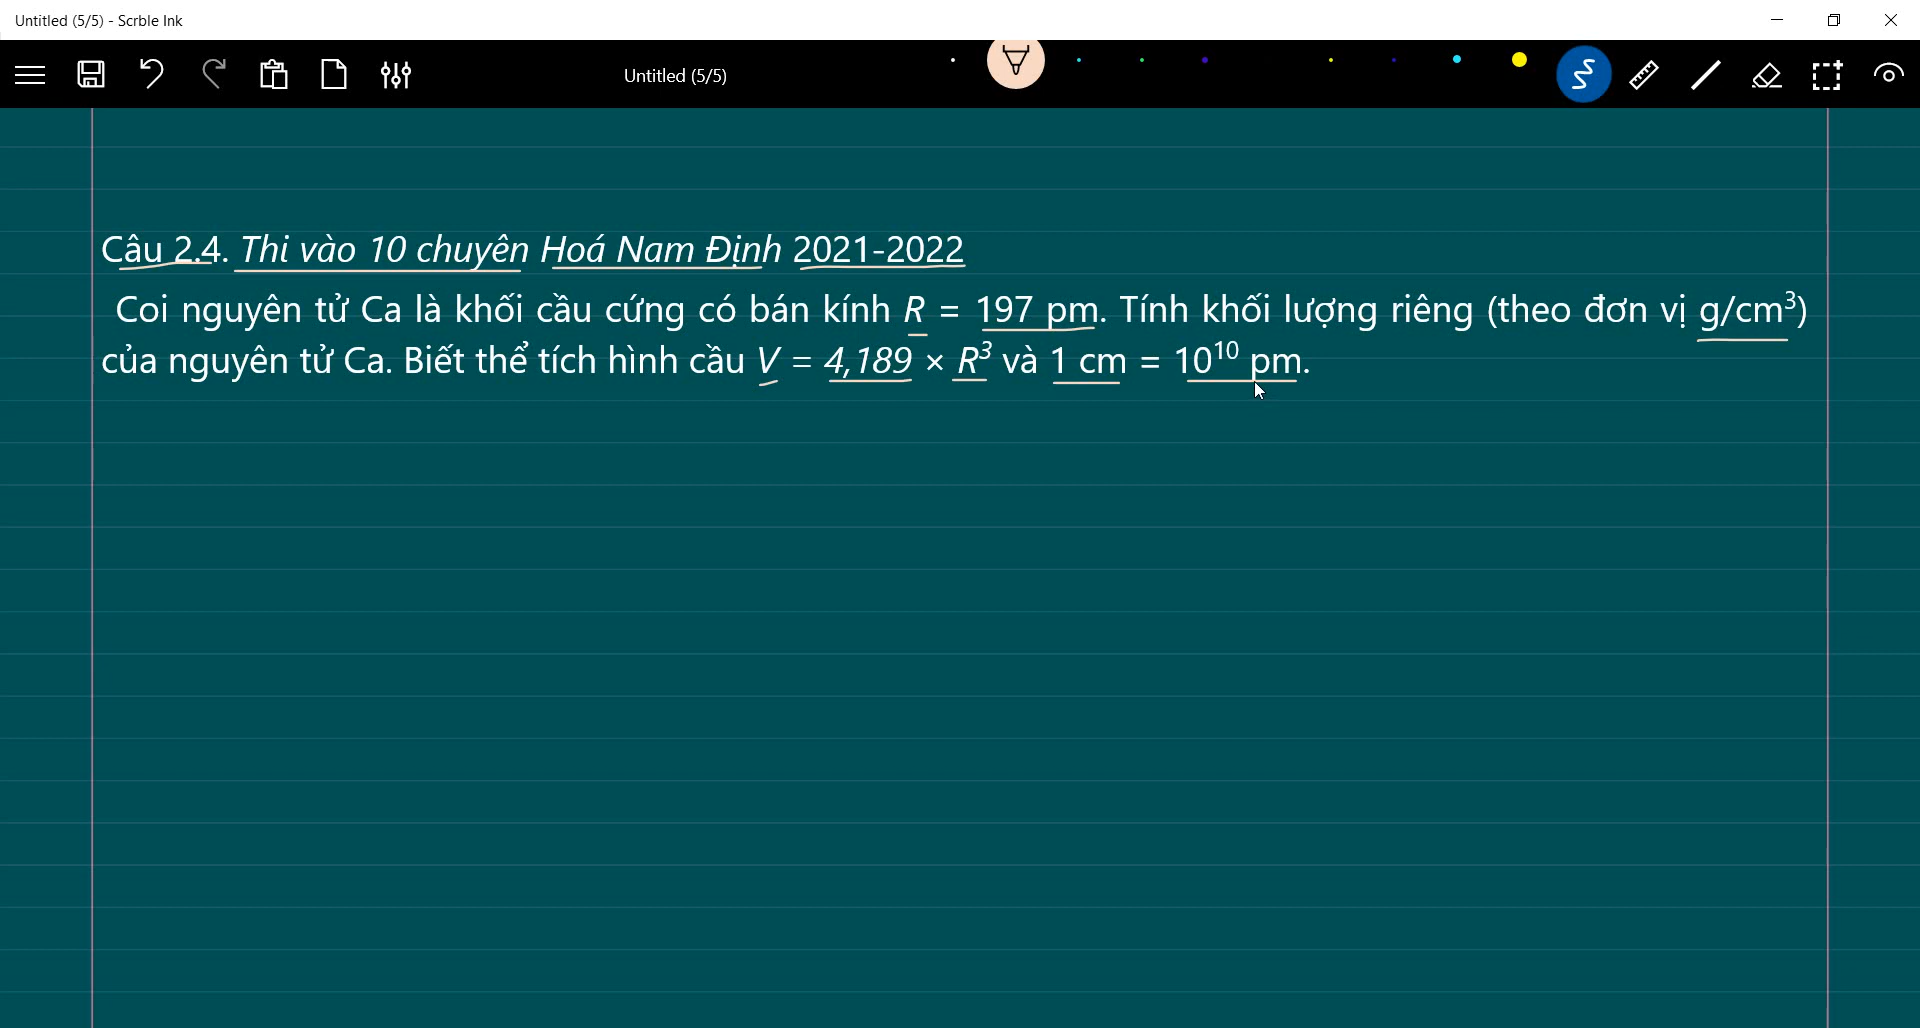 Untitled (5/5) - Scrble Ink
Untitled (5/5)
Câu 2.4. Thi vào 10 chuyên Hoá Nam Định 2021-2022
Coi nguyên tử Ca là khối cầu cứng có bán kính R = 197 pm. Tính khối lượng riêng (theo đơn vị g/cm³)
của nguyên tử Ca. Biết thể tích hình cầu V = 4,189 × R³ và 1 cm = 10¹⁰ pm.